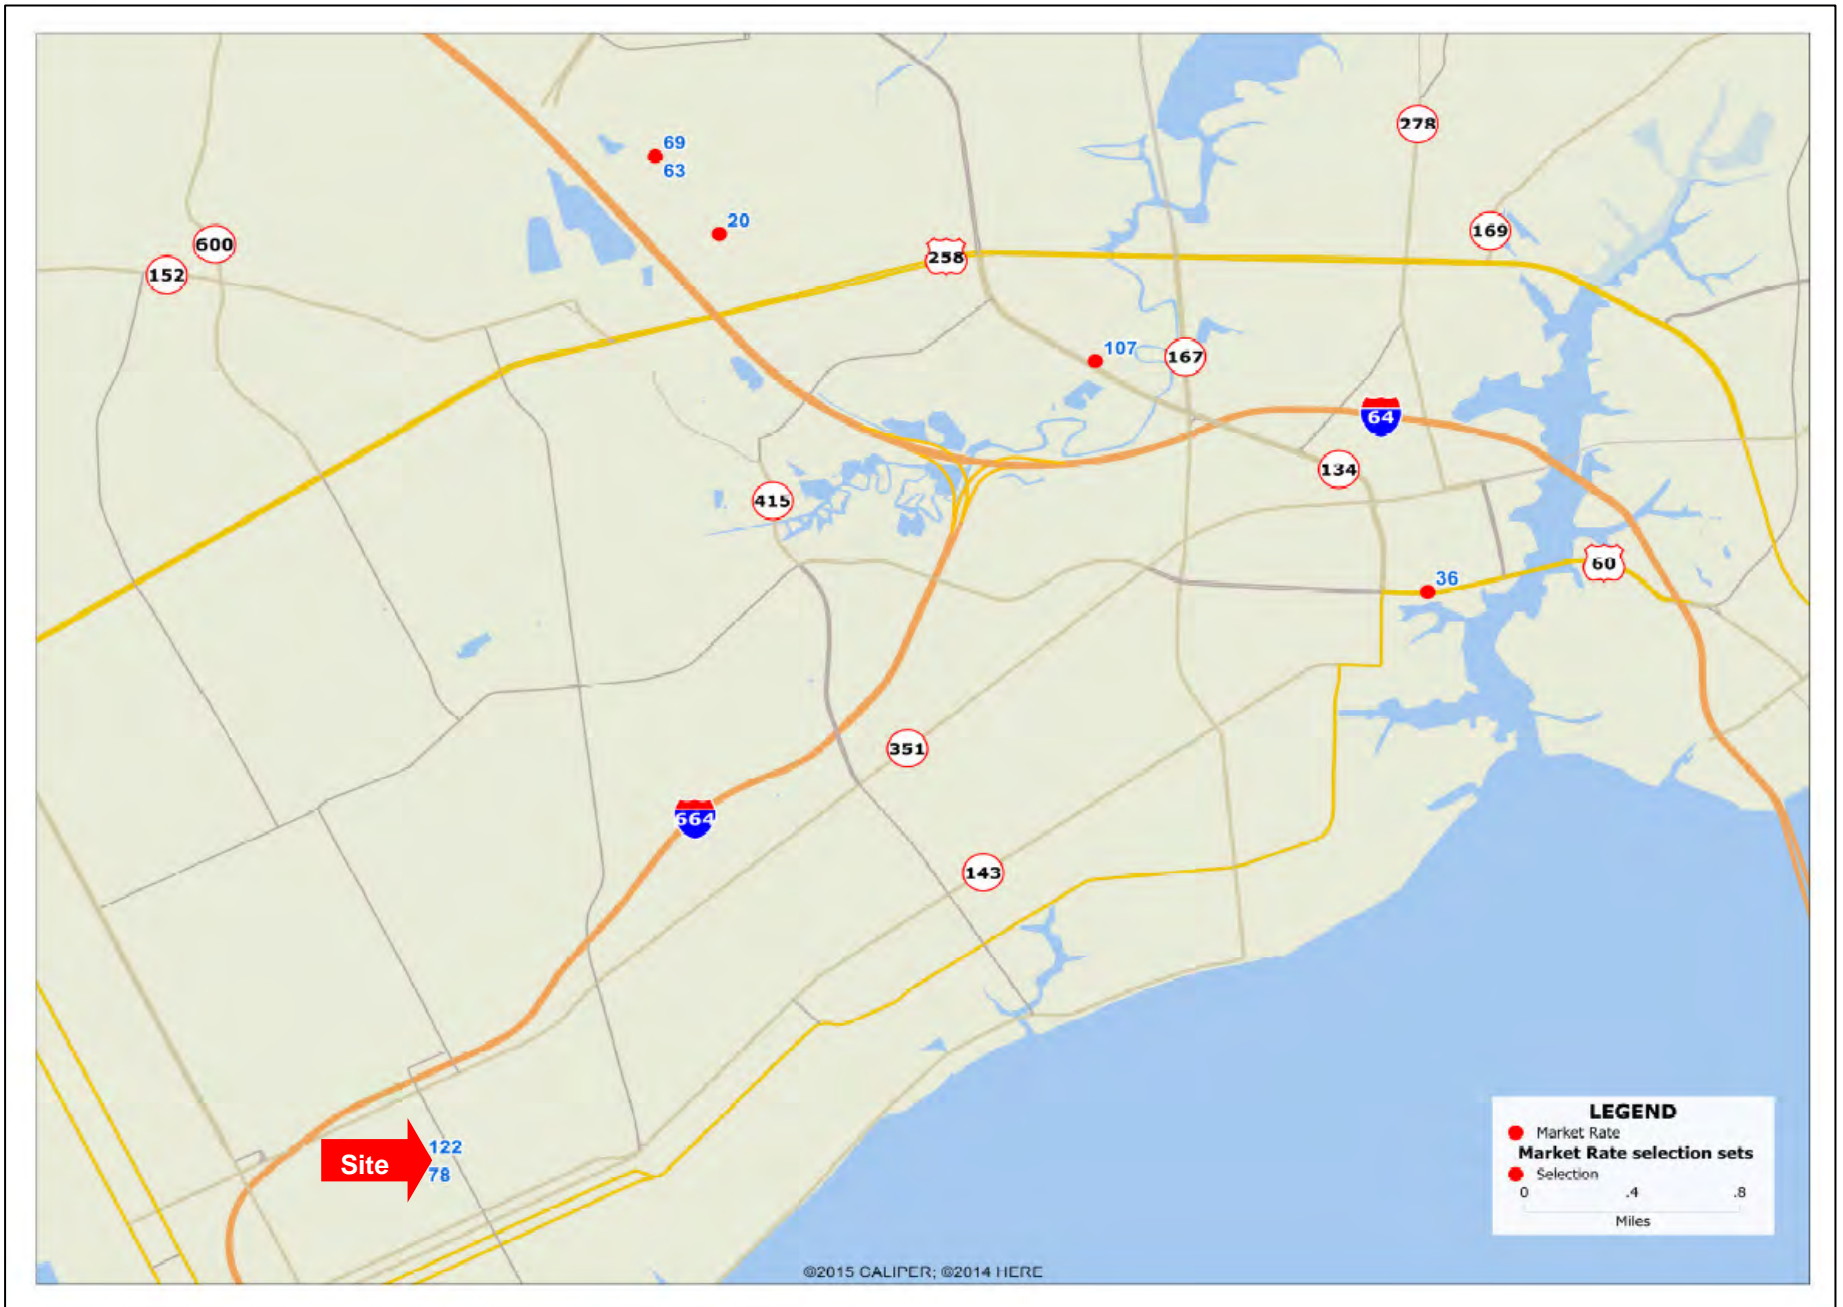 278
69
63
20
169
600
258
152
107
167
64
134
415
60
36
351
664
143
LEGEND
Market Rate
Market Rate selection sets
Selection
0 .4 .8
Miles
122
Site
78
©2015 CALIPER; ©2014 HERE